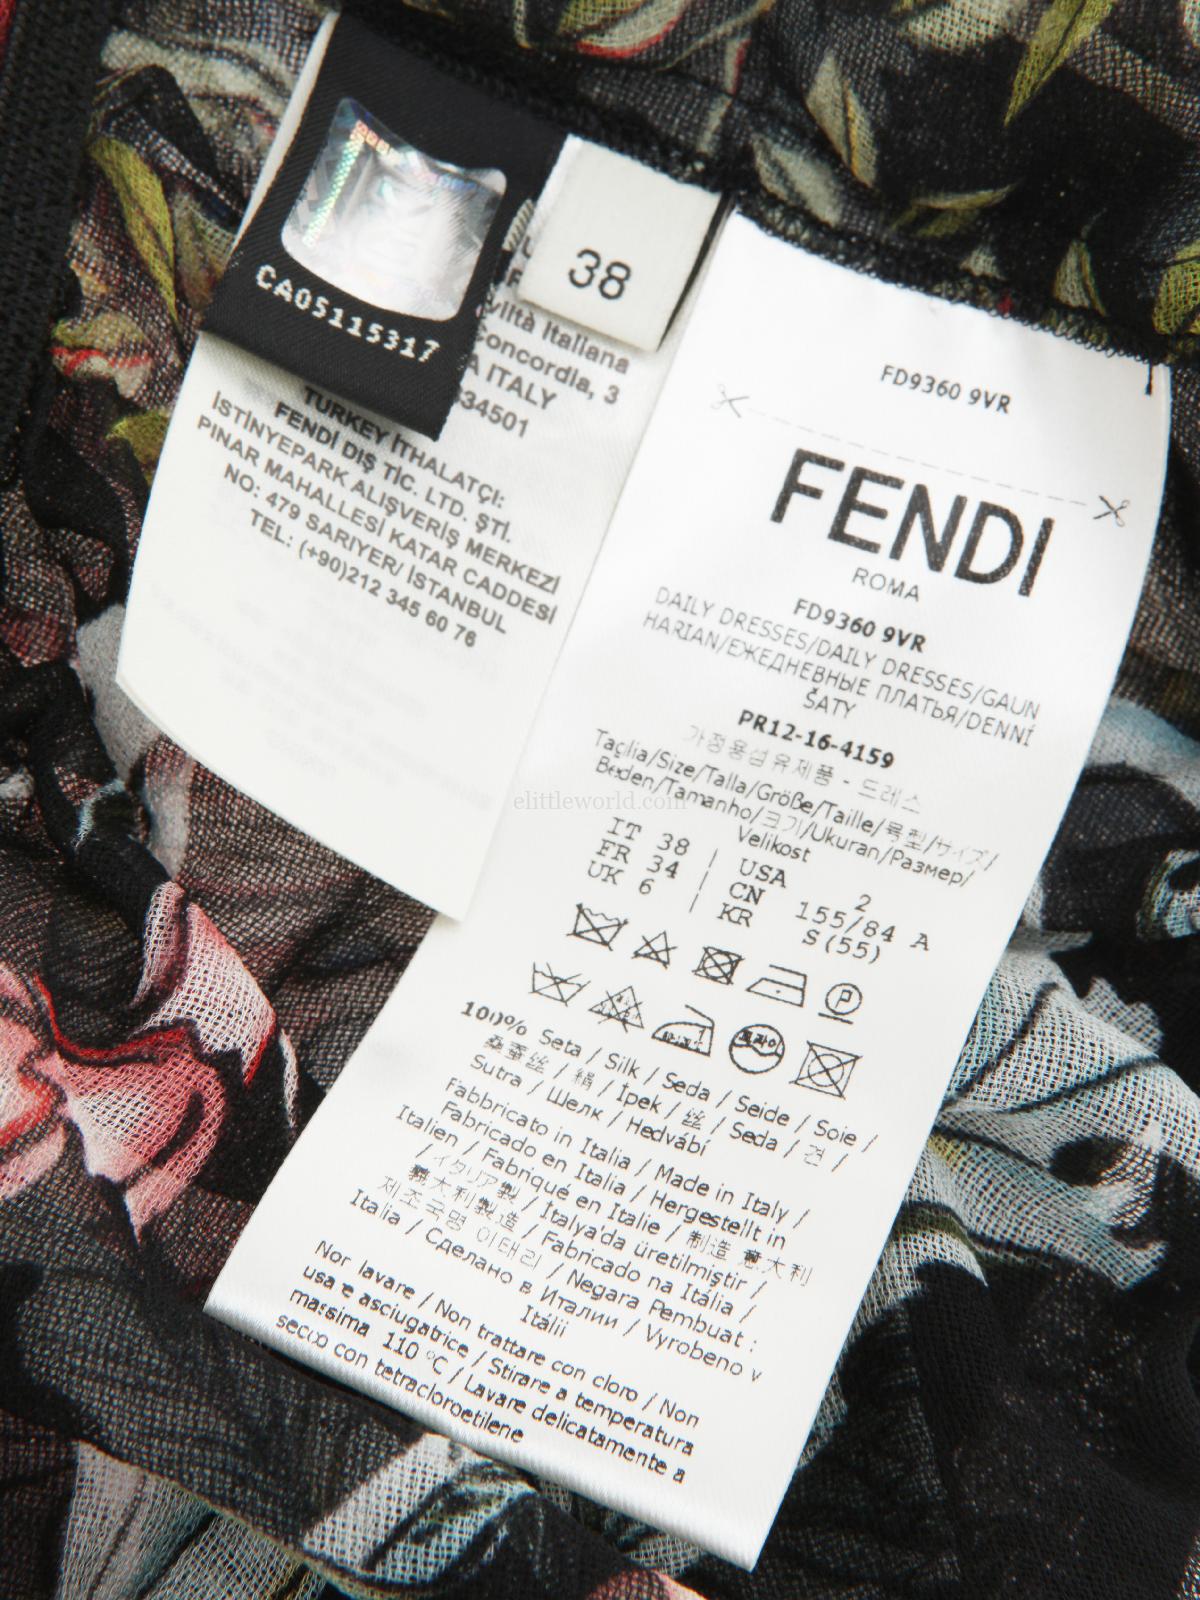 CA05115317
38
viltà Italiana
Concordia, 3
ITALY
34501
TURKEY İTHALATÇI:
FENDİ DIŞ TİC. LTD. ŞTİ.
İSTİNYEPARK ALIŞVERİŞ MERKEZİ
PINAR MAHALLESİ KATAR CADDESİ
NO: 479 SARIYER/ İSTANBUL
TEL: (+90)212 345 60 76
FD9360 9VR
FENDI
ROMA
FD9360 9VR
DAILY DRESSES/DAILY DRESSES/GAUN
HARIAN/ЕЖЕДНЕВНЫЕ ПЛАТЬЯ/DENNÍ
ŠATY
PR12-16-4159
가정용섬유제품 - 드레스
Taglia/Size/Talla/Größe/Taille/号型/サイズ/
Beden/Tamanho/크기/Ukuran/Размер/
Velikost
IT 38 | USA 2
FR 34 | CN 155/84 A
UK 6 | KR S(55)
P
드라이
100% Seta / Silk / Seda / Seide / Soie /
桑蚕丝 / 絹 / İpek / 丝 / Seda / 견 /
Sutra / Шелк / Hedvábí
Fabbricato in Italia / Made in Italy /
Fabricado en Italia / Hergestellt in
Italien / Fabriqué en Italie / 制造 意大利
/ イタリア製 / İtalya'da üretilmiştir /
義大利製造 / Fabricado na Itália /
제조국명 이태리 / Negara Pembuat :
Italia / Сделано в Италии / Vyrobeno v
Itálii
Non lavare / Non trattare con cloro / Non
usare asciugatrice / Stirare a temperatura
massima 110 °C / Lavare delicatamente a
secco con tetracloroetilene
elittleworld.com